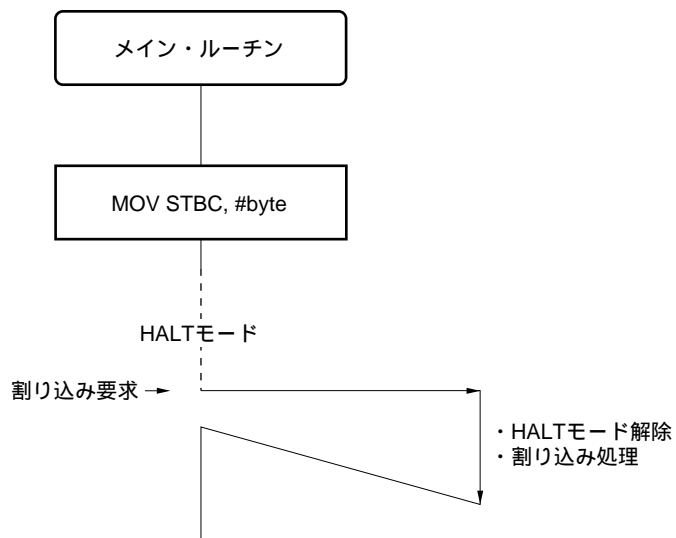 メイン・ルーチン
MOV STBC, #byte
HALTモード
割り込み要求
・HALTモード解除
・割り込み処理